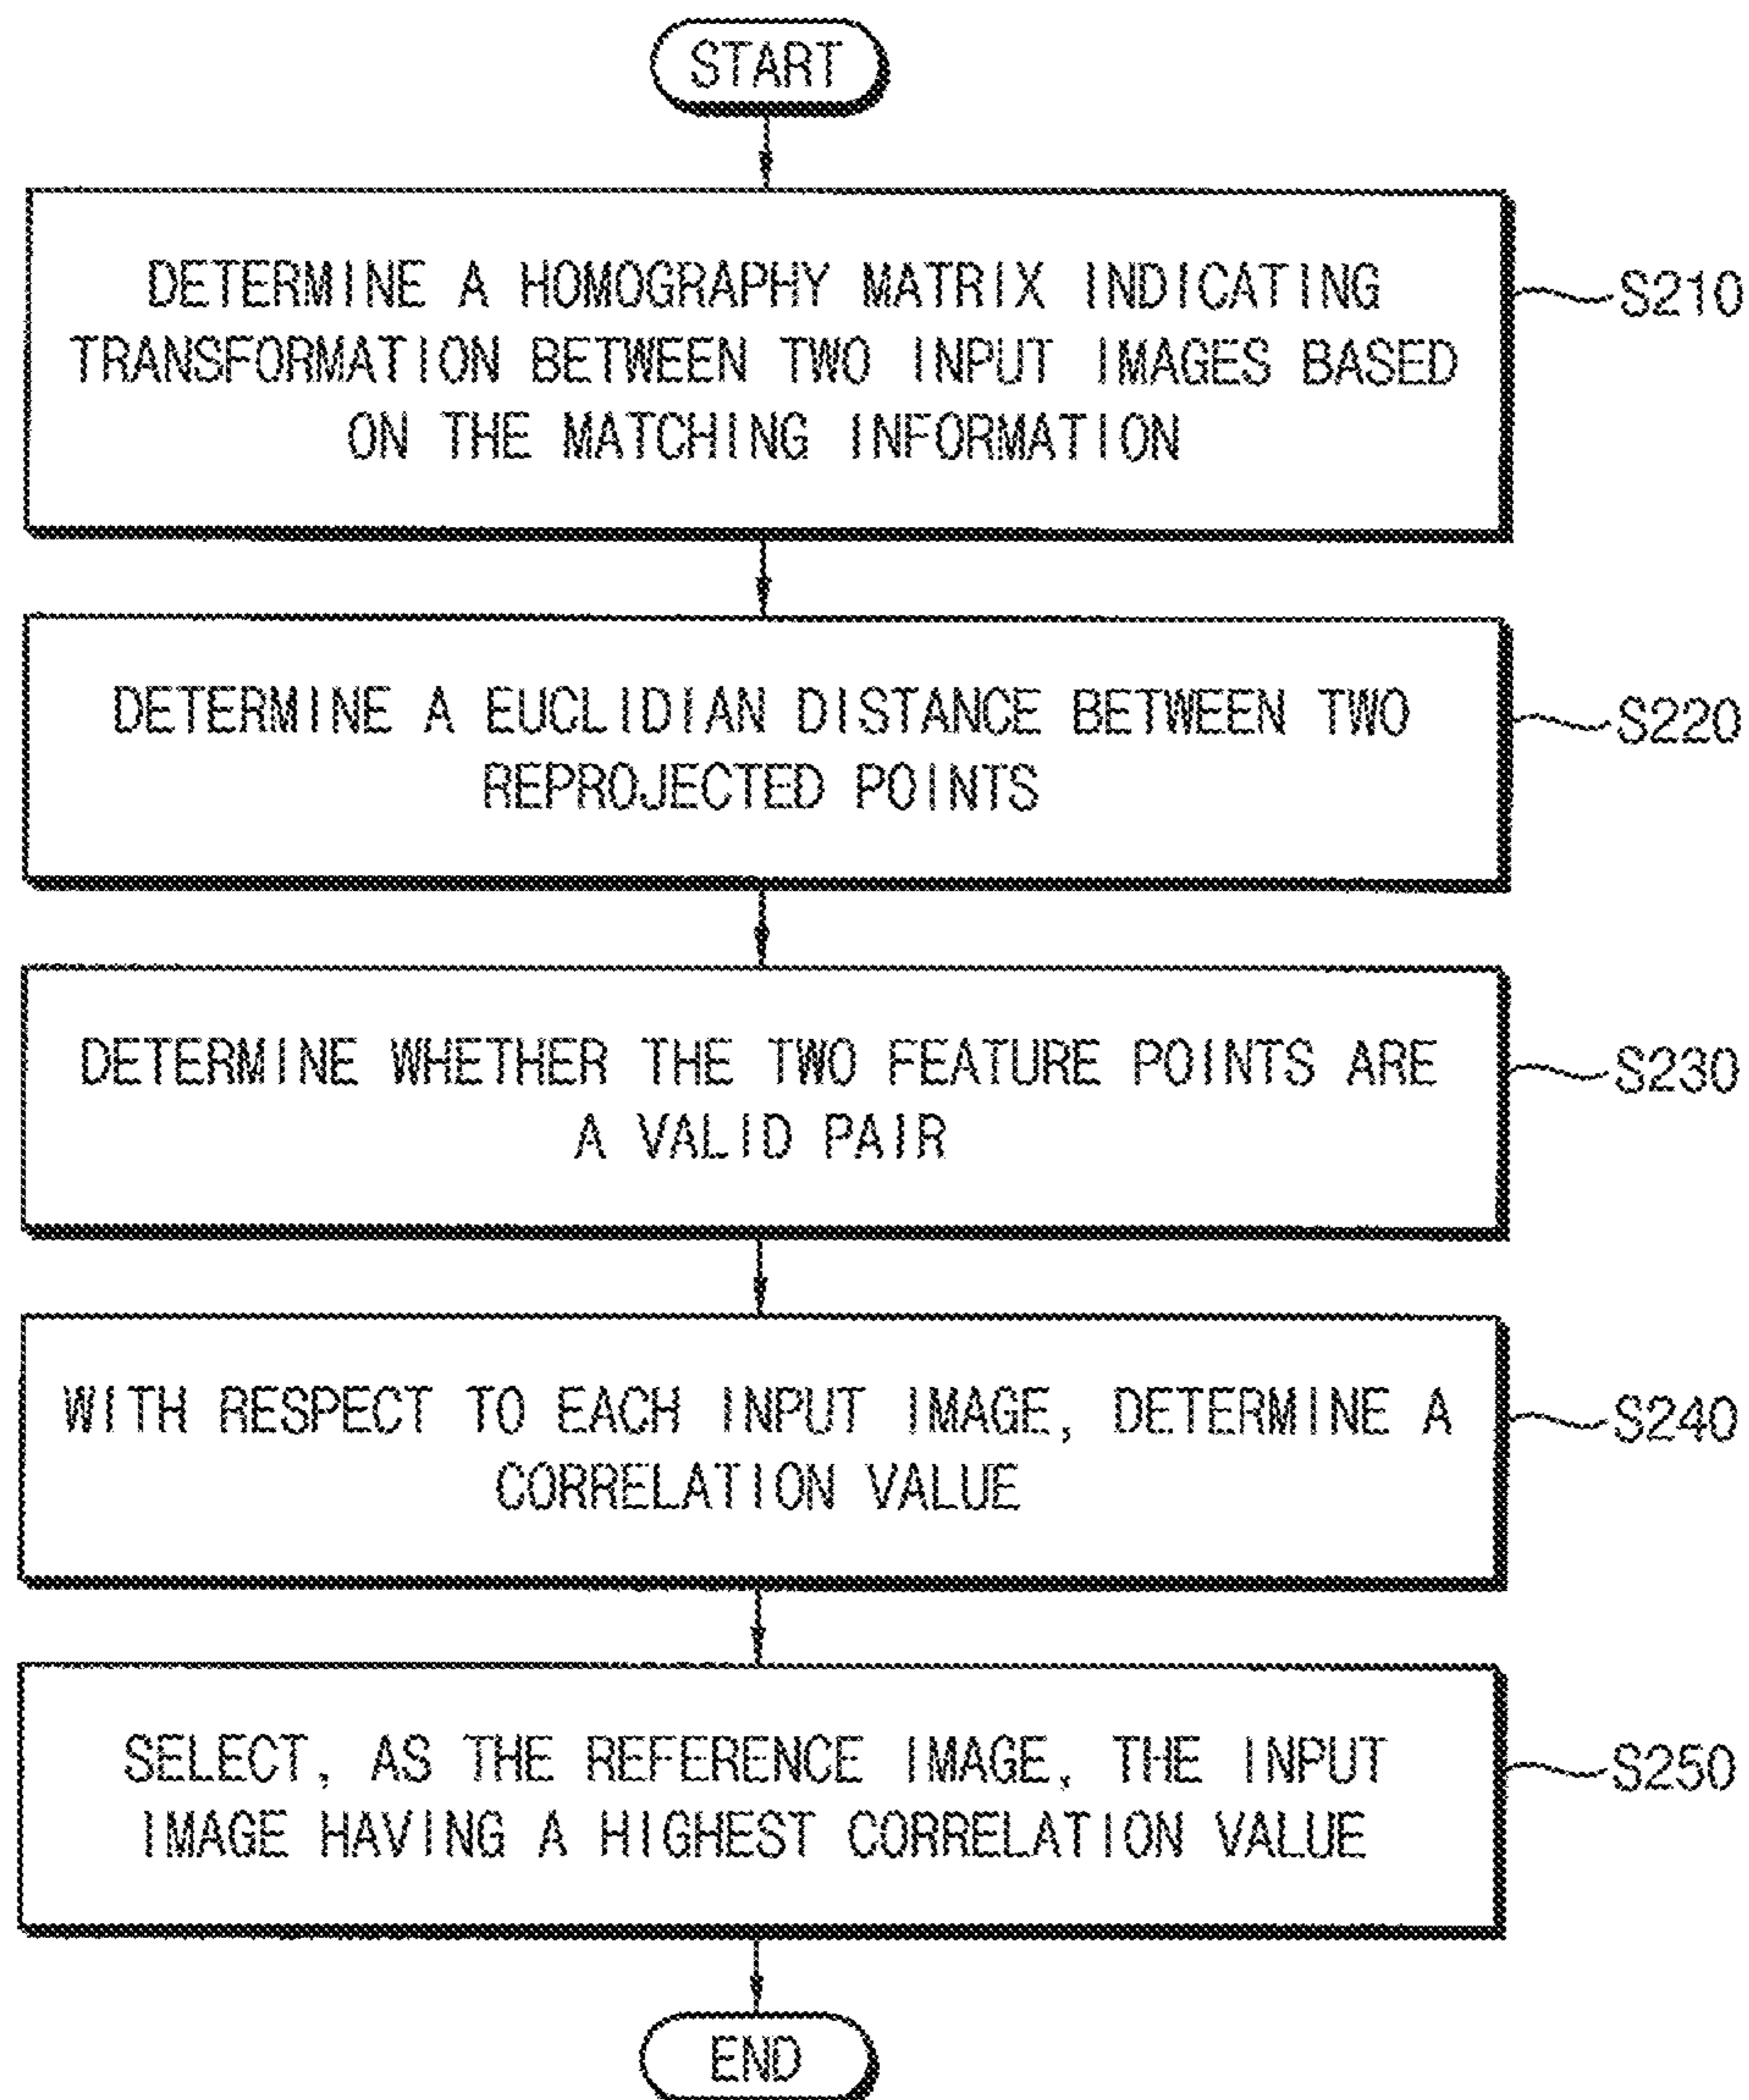 START
DETERMINE A HOMOGRAPHY MATRIX INDICATING
TRANSFORMATION BETWEEN TWO INPUT IMAGES BASED
ON THE MATCHING INFORMATION
S210
DETERMINE A EUCLIDIAN DISTANCE BETWEEN TWO
REPROJECTED POINTS
S220
DETERMINE WHETHER THE TWO FEATURE POINTS ARE
A VALID PAIR
S230
WITH RESPECT TO EACH INPUT IMAGE, DETERMINE A
CORRELATION VALUE
S240
SELECT, AS THE REFERENCE IMAGE, THE INPUT
IMAGE HAVING A HIGHEST CORRELATION VALUE
S250
END